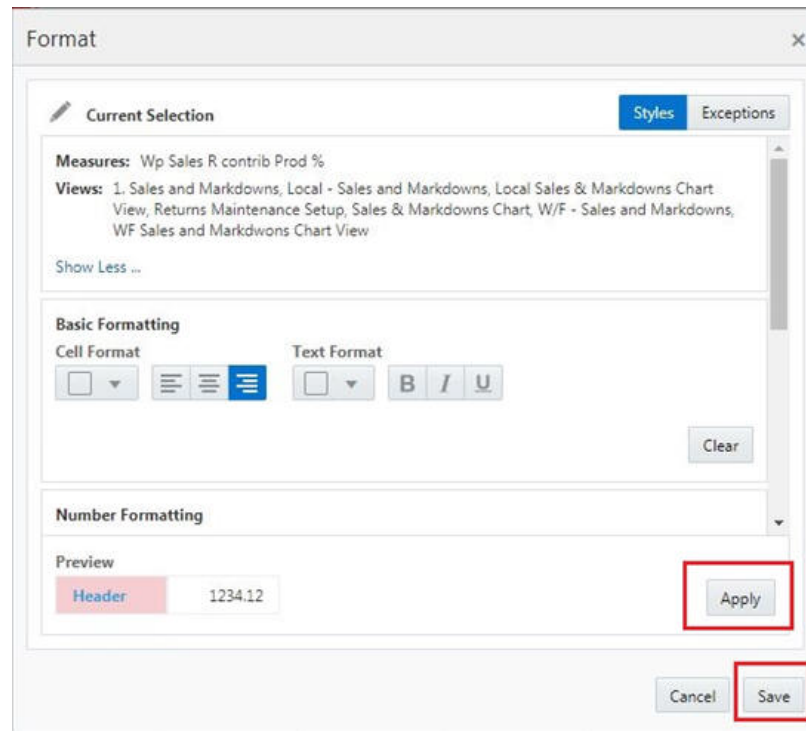 Format
Current Selection
Styles
Exceptions
Measures: Wp Sales R contrib Prod %
Views: 1. Sales and Markdowns, Local - Sales and Markdowns, Local Sales & Markdowns Chart
View, Returns Maintenance Setup, Sales & Markdowns Chart, W/F - Sales and Markdowns,
WF Sales and Markdwons Chart View
Show Less ...
Basic Formatting
Cell Format
Text Format
B I U
Clear
Number Formatting
Preview
Header 1234.12
Apply
Cancel Save